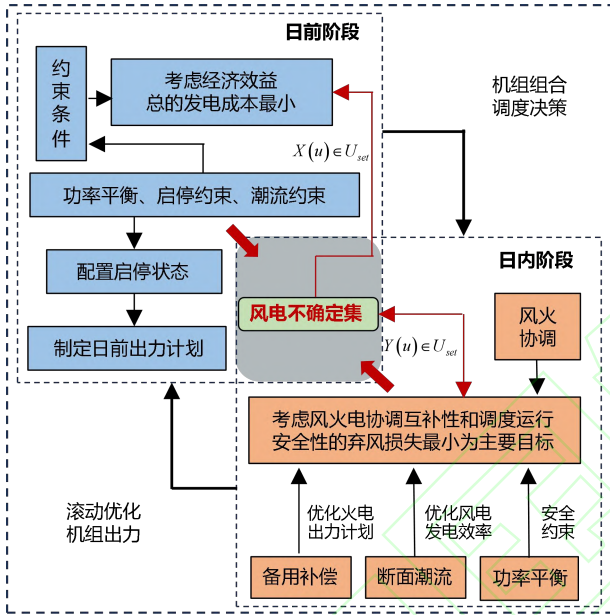 日前阶段
约
束
条
件
考虑经济效益
总的发电成本最小
机组组合
调度决策
X(u)∈U_set
功率平衡、启停约束、潮流约束
配置启停状态
制定日前出力计划
日内阶段
风电不确定集
风火
协调
Y(u)∈U_set
考虑风火电协调互补性和调度运行
安全性的弃风损失最小为主要目标
滚动优化
机组出力
优化火电
出力计划
优化风电
发电效率
安全
约束
备用补偿
断面潮流
功率平衡